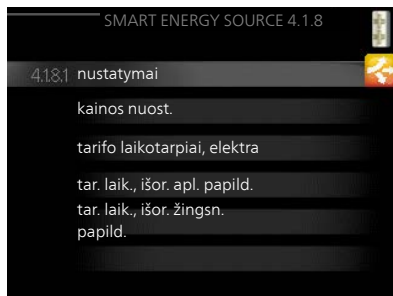 SMART ENERGY SOURCE 4.1.8
4.1.8.1 nustatymai
kainos nuost.
tarifo laikotarpiai, elektra
tar. laik., išor. apl. papild.
tar. laik., išor. žingsn.
papild.